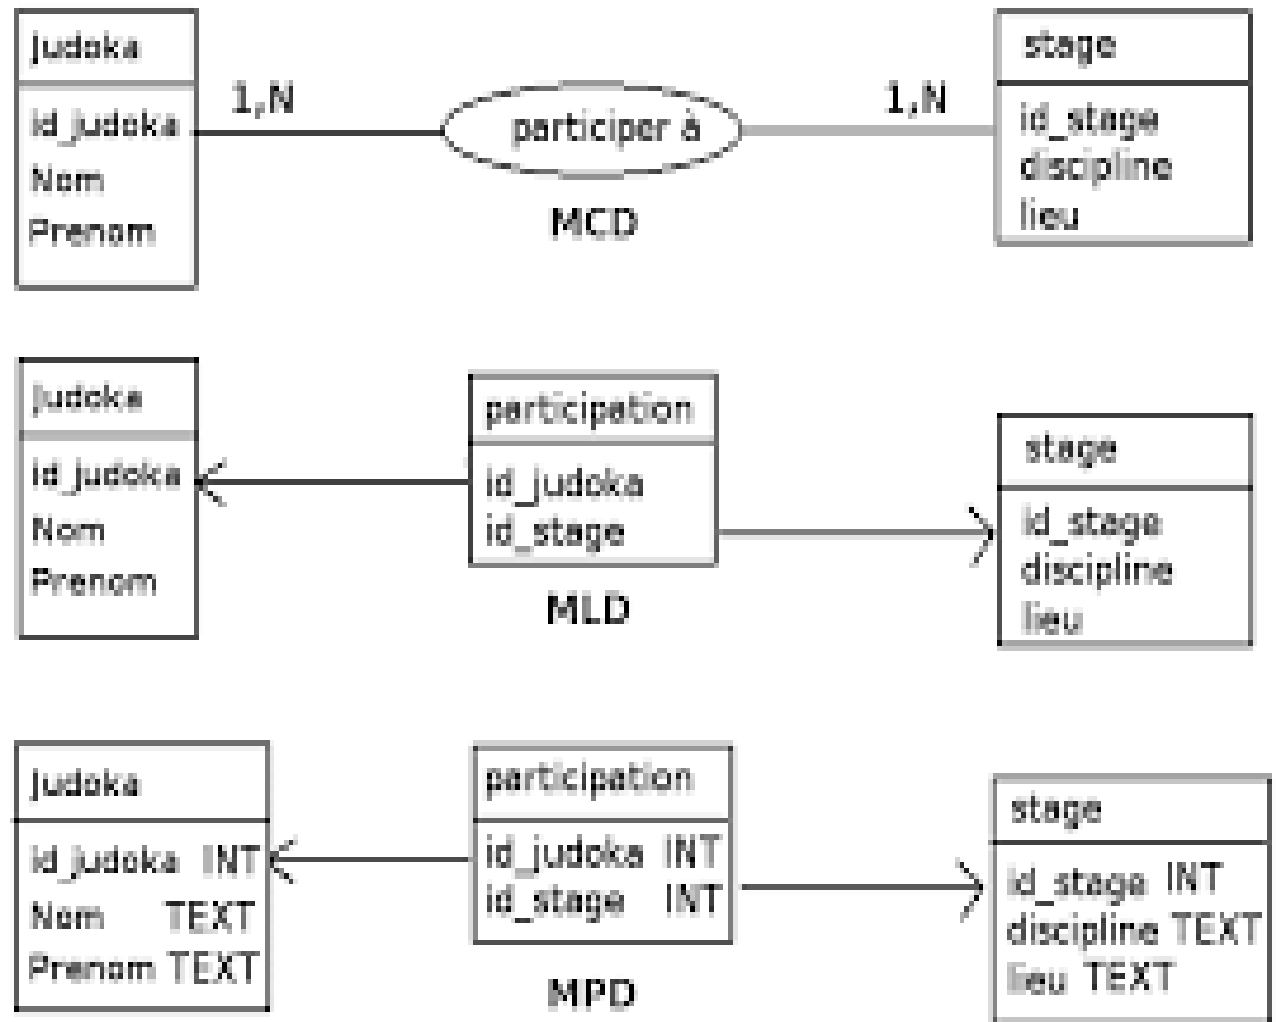 Judoka
id_judoka
Nom
Prenom
1,N
participer à
1,N
MCD
stage
id_stage
discipline
lieu
Judoka
id_judoka
Nom
Prenom
participation
id_judoka
id_stage
MLD
stage
id_stage
discipline
lieu
Judoka
id_judoka INT
Nom TEXT
Prenom TEXT
participation
id_judoka INT
id_stage INT
MPD
stage
id_stage INT
discipline TEXT
lieu TEXT